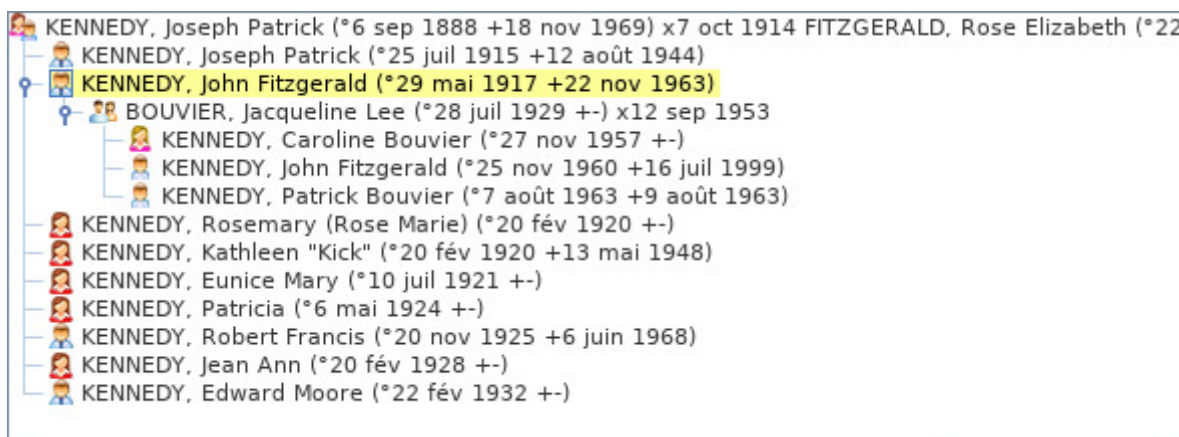 KENNEDY, Joseph Patrick (°6 sep 1888 +18 nov 1969) x7 oct 1914 FITZGERALD, Rose Elizabeth (°22
KENNEDY, Joseph Patrick (°25 juil 1915 +12 août 1944)
KENNEDY, John Fitzgerald (°29 mai 1917 +22 nov 1963)
BOUVIER, Jacqueline Lee (°28 juil 1929 +-) x12 sep 1953
KENNEDY, Caroline Bouvier (°27 nov 1957 +-)
KENNEDY, John Fitzgerald (°25 nov 1960 +16 juil 1999)
KENNEDY, Patrick Bouvier (°7 août 1963 +9 août 1963)
KENNEDY, Rosemary (Rose Marie) (°20 fév 1920 +-)
KENNEDY, Kathleen "Kick" (°20 fév 1920 +13 mai 1948)
KENNEDY, Eunice Mary (°10 juil 1921 +-)
KENNEDY, Patricia (°6 mai 1924 +-)
KENNEDY, Robert Francis (°20 nov 1925 +6 juin 1968)
KENNEDY, Jean Ann (°20 fév 1928 +-)
KENNEDY, Edward Moore (°22 fév 1932 +-)